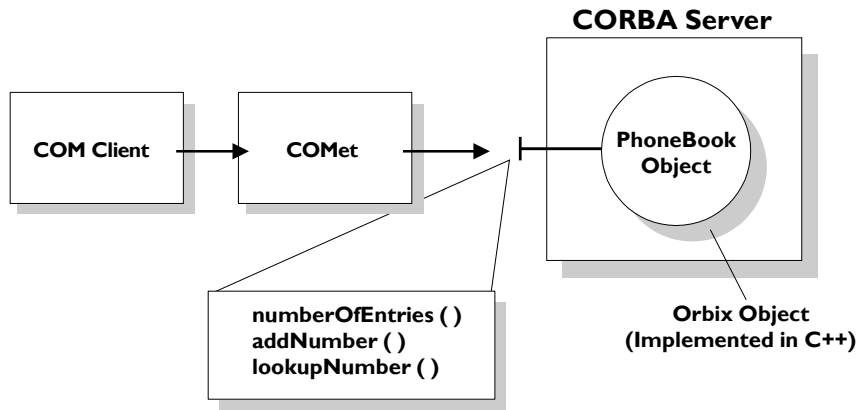 CORBA Server
COM Client
COMet
PhoneBook
Object
numberOfEntries ( )
addNumber ( )
lookupNumber ( )
Orbix Object
(Implemented in C++)